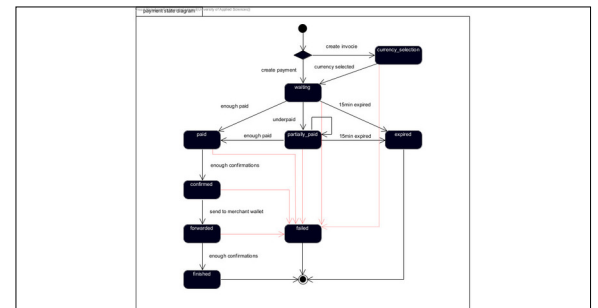 payment state diagram
create invocie
currency_selection
create payment
currency selected
waiting
enough paid
15min expired
underpaid
paid
enough paid
partially_paid
15min expired
expired
enough confirmations
confirmed
send to merchant wallet
forwarded
failed
enough confirmations
finished